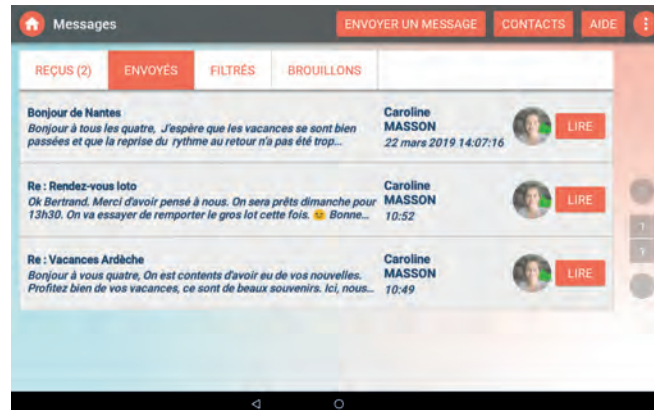 Messages
ENVOYER UN MESSAGE
CONTACTS
AIDE
REÇUS (2)
ENVOYÉS
FILTRÉS
BROUILLONS
Bonjour de Nantes
Bonjour à tous les quatre, J'espère que les vacances se sont bien
passées et que la reprise du rythme au retour n'a pas été trop...
Caroline
MASSON
22 mars 2019 14:07:16
LIRE
Re : Rendez-vous loto
Ok Bertrand. Merci d'avoir pensé à nous. On sera prêts dimanche pour
13h30. On va essayer de remporter le gros lot cette fois. 😉 Bonne...
Caroline
MASSON
10:52
LIRE
Re : Vacances Ardèche
Bonjour à vous quatre, On est contents d'avoir eu de vos nouvelles.
Profitez bien de vos vacances, ce sont de beaux souvenirs. Ici, nous...
Caroline
MASSON
10:49
LIRE